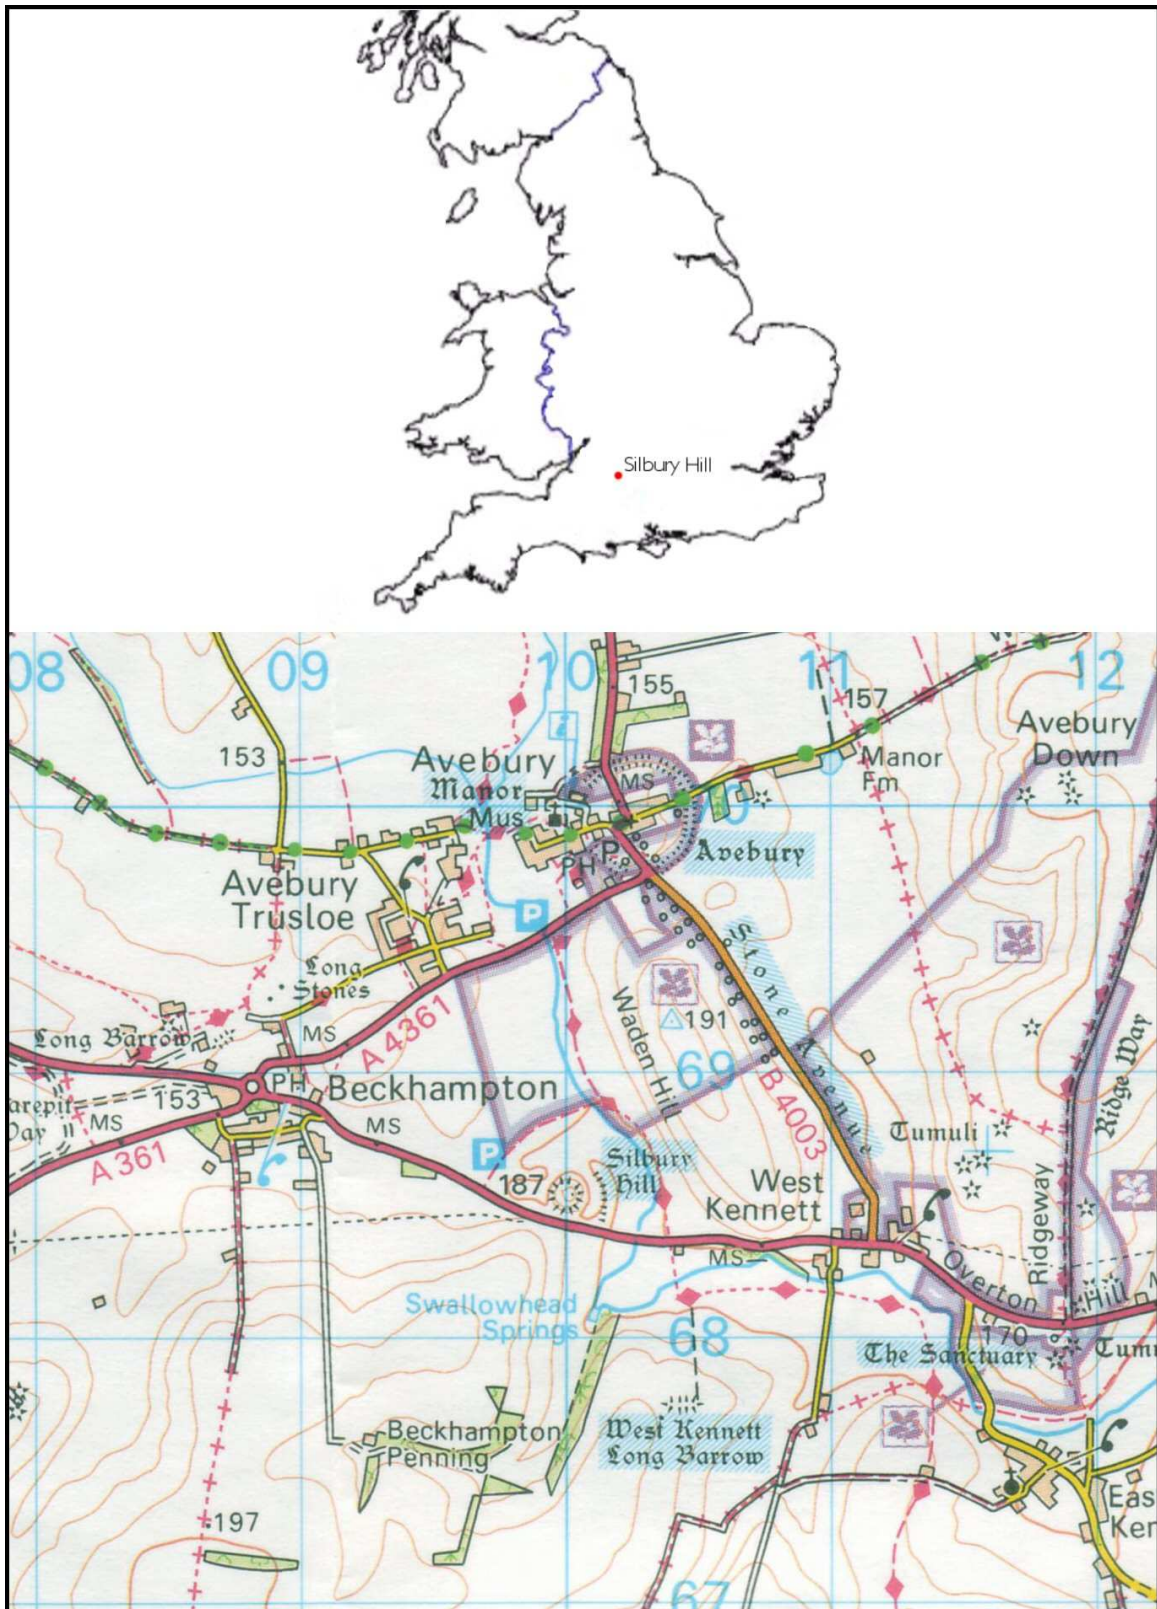 Silbury Hill
08
09
10
11
12
155
157
153
Avebury
Down
Avebury
Manor
Mus
MS
Manor
Fm
70
i
P
PH
Avebury
Avebury
Trusloe
P
Stone
Avenue
Long
Stones
Waden Hill
191
69
MS
A 4361
Long Barrow
PH
Beckhampton
153
MS
MS
A 361
B 4003
Ridge Way
Tumuli
P
187
Silbury
Hill
West
Kennett
MS
Ridgeway
Overton
Hill
Swallowhead
Springs
68
170
The Sanctuary
Beckhampton
Penning
West Kennett
Long Barrow
197
67